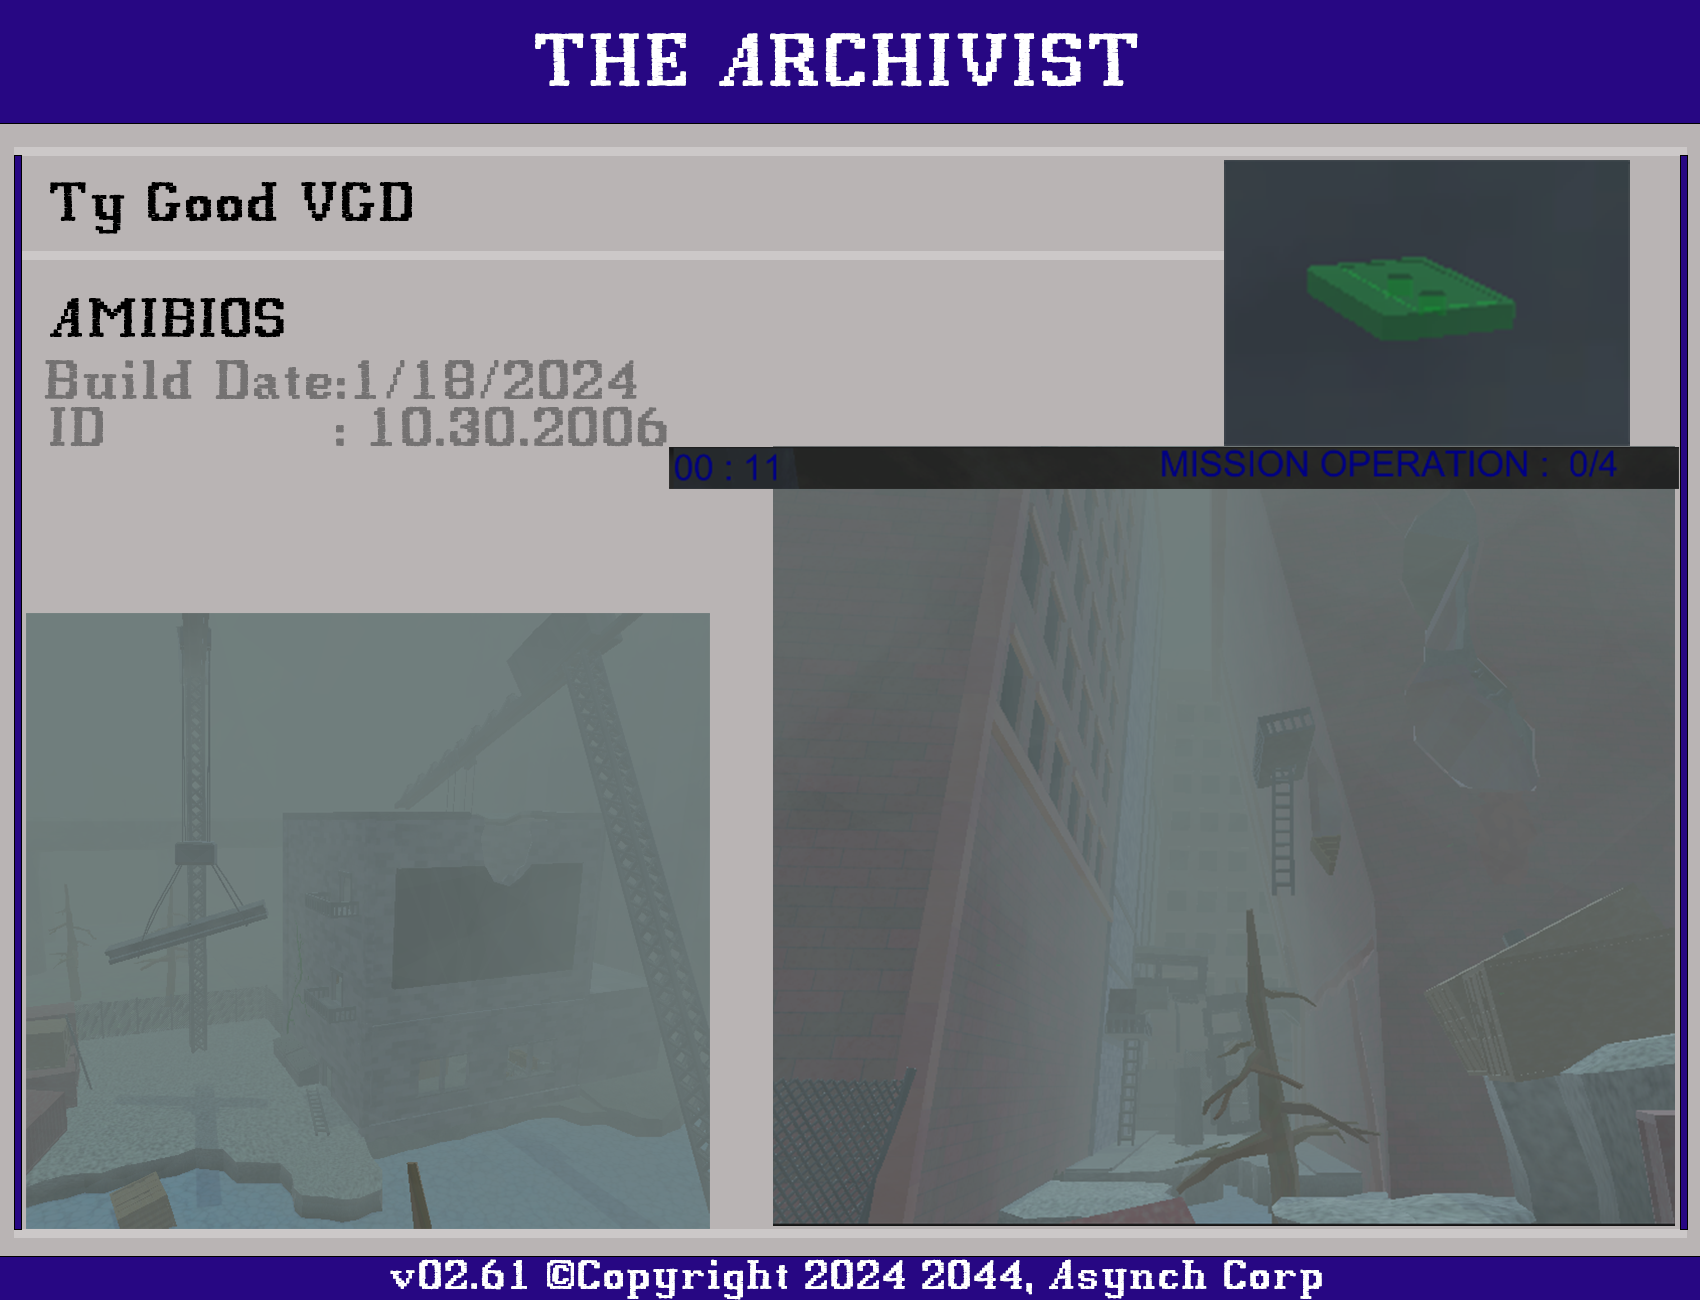 THE ARCHIVIST
Ty Good VGD
AMIBIOS
Build Date:1/18/2024
ID : 10.30.2006
00 : 11
MISSION OPERATION : 0/4
v02.61 ©Copyright 2024 2044, Asynch Corp